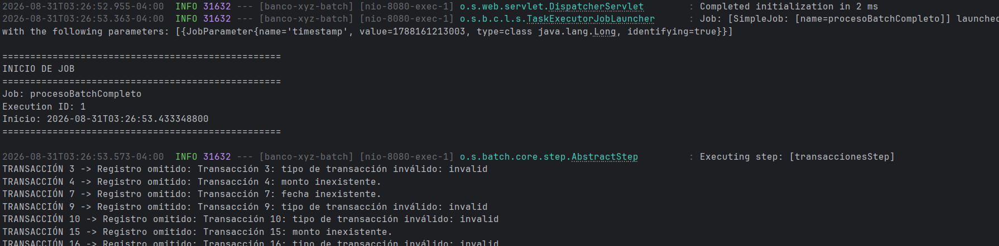 2026-08-31T03:26:52.955-04:00  INFO 31632 --- [banco-xyz-batch] [nio-8080-exec-1] o.s.web.servlet.DispatcherServlet        : Completed initialization in 2 ms
2026-08-31T03:26:53.363-04:00  INFO 31632 --- [banco-xyz-batch] [nio-8080-exec-1] o.s.b.c.l.s.TaskExecutorJobLauncher      : Job: [SimpleJob: [name=procesoBatchCompleto]] launched
with the following parameters: [{JobParameter{name='timestamp', value=1788161213003, type=class java.lang.Long, identifying=true}}]
==================================================
INICIO DE JOB
==================================================
Job: procesoBatchCompleto
Execution ID: 1
Inicio: 2026-08-31T03:26:53.433348800
==================================================
2026-08-31T03:26:53.573-04:00  INFO 31632 --- [banco-xyz-batch] [nio-8080-exec-1] o.s.batch.core.step.AbstractStep         : Executing step: [transaccionesStep]
TRANSACCIÓN 3 -> Registro omitido: Transacción 3: tipo de transacción inválido: invalid
TRANSACCIÓN 4 -> Registro omitido: Transacción 4: monto inexistente.
TRANSACCIÓN 7 -> Registro omitido: Transacción 7: fecha inexistente.
TRANSACCIÓN 9 -> Registro omitido: Transacción 9: tipo de transacción inválido: invalid
TRANSACCIÓN 10 -> Registro omitido: Transacción 10: tipo de transacción inválido: invalid
TRANSACCIÓN 15 -> Registro omitido: Transacción 15: monto inexistente.
TRANSACCIÓN 16 -> Registro omitido: Transacción 16: tipo de transacción inválido: invalid